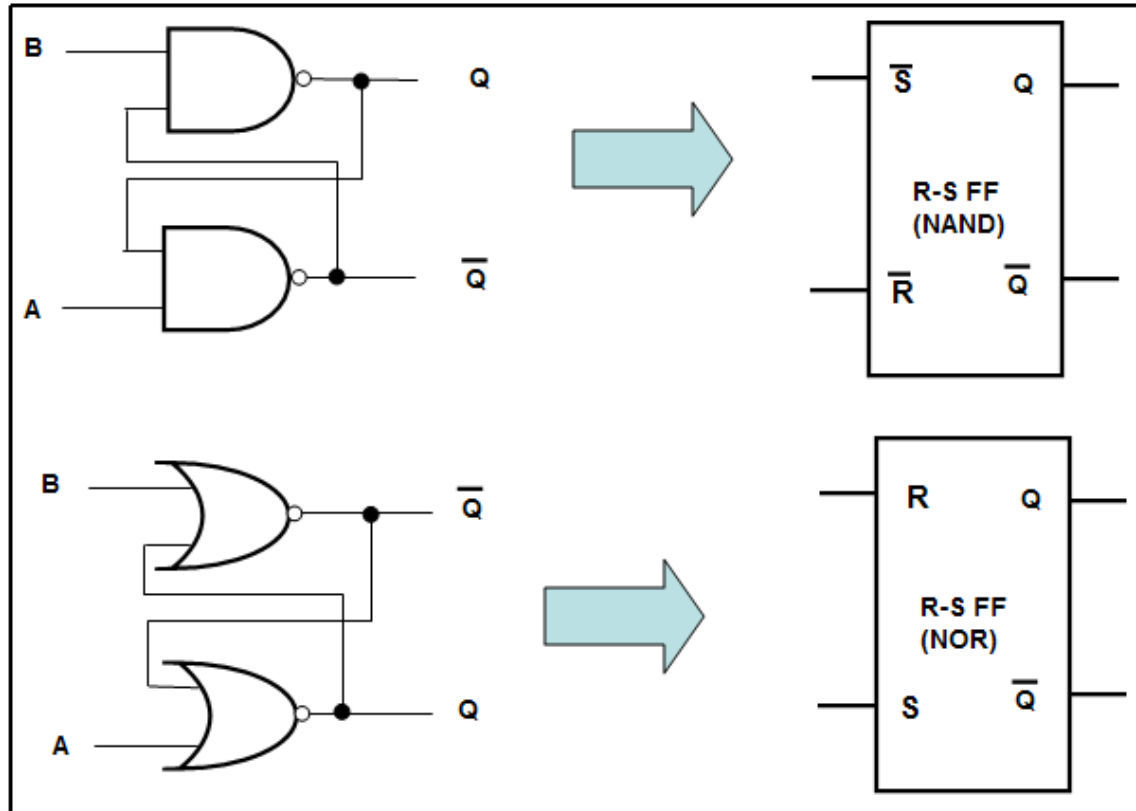 B
Q
A
Q̅
S̅
Q
R-S FF
(NAND)
R̅
Q̅
B
Q̅
A
Q
R
Q
R-S FF
(NOR)
S
Q̅